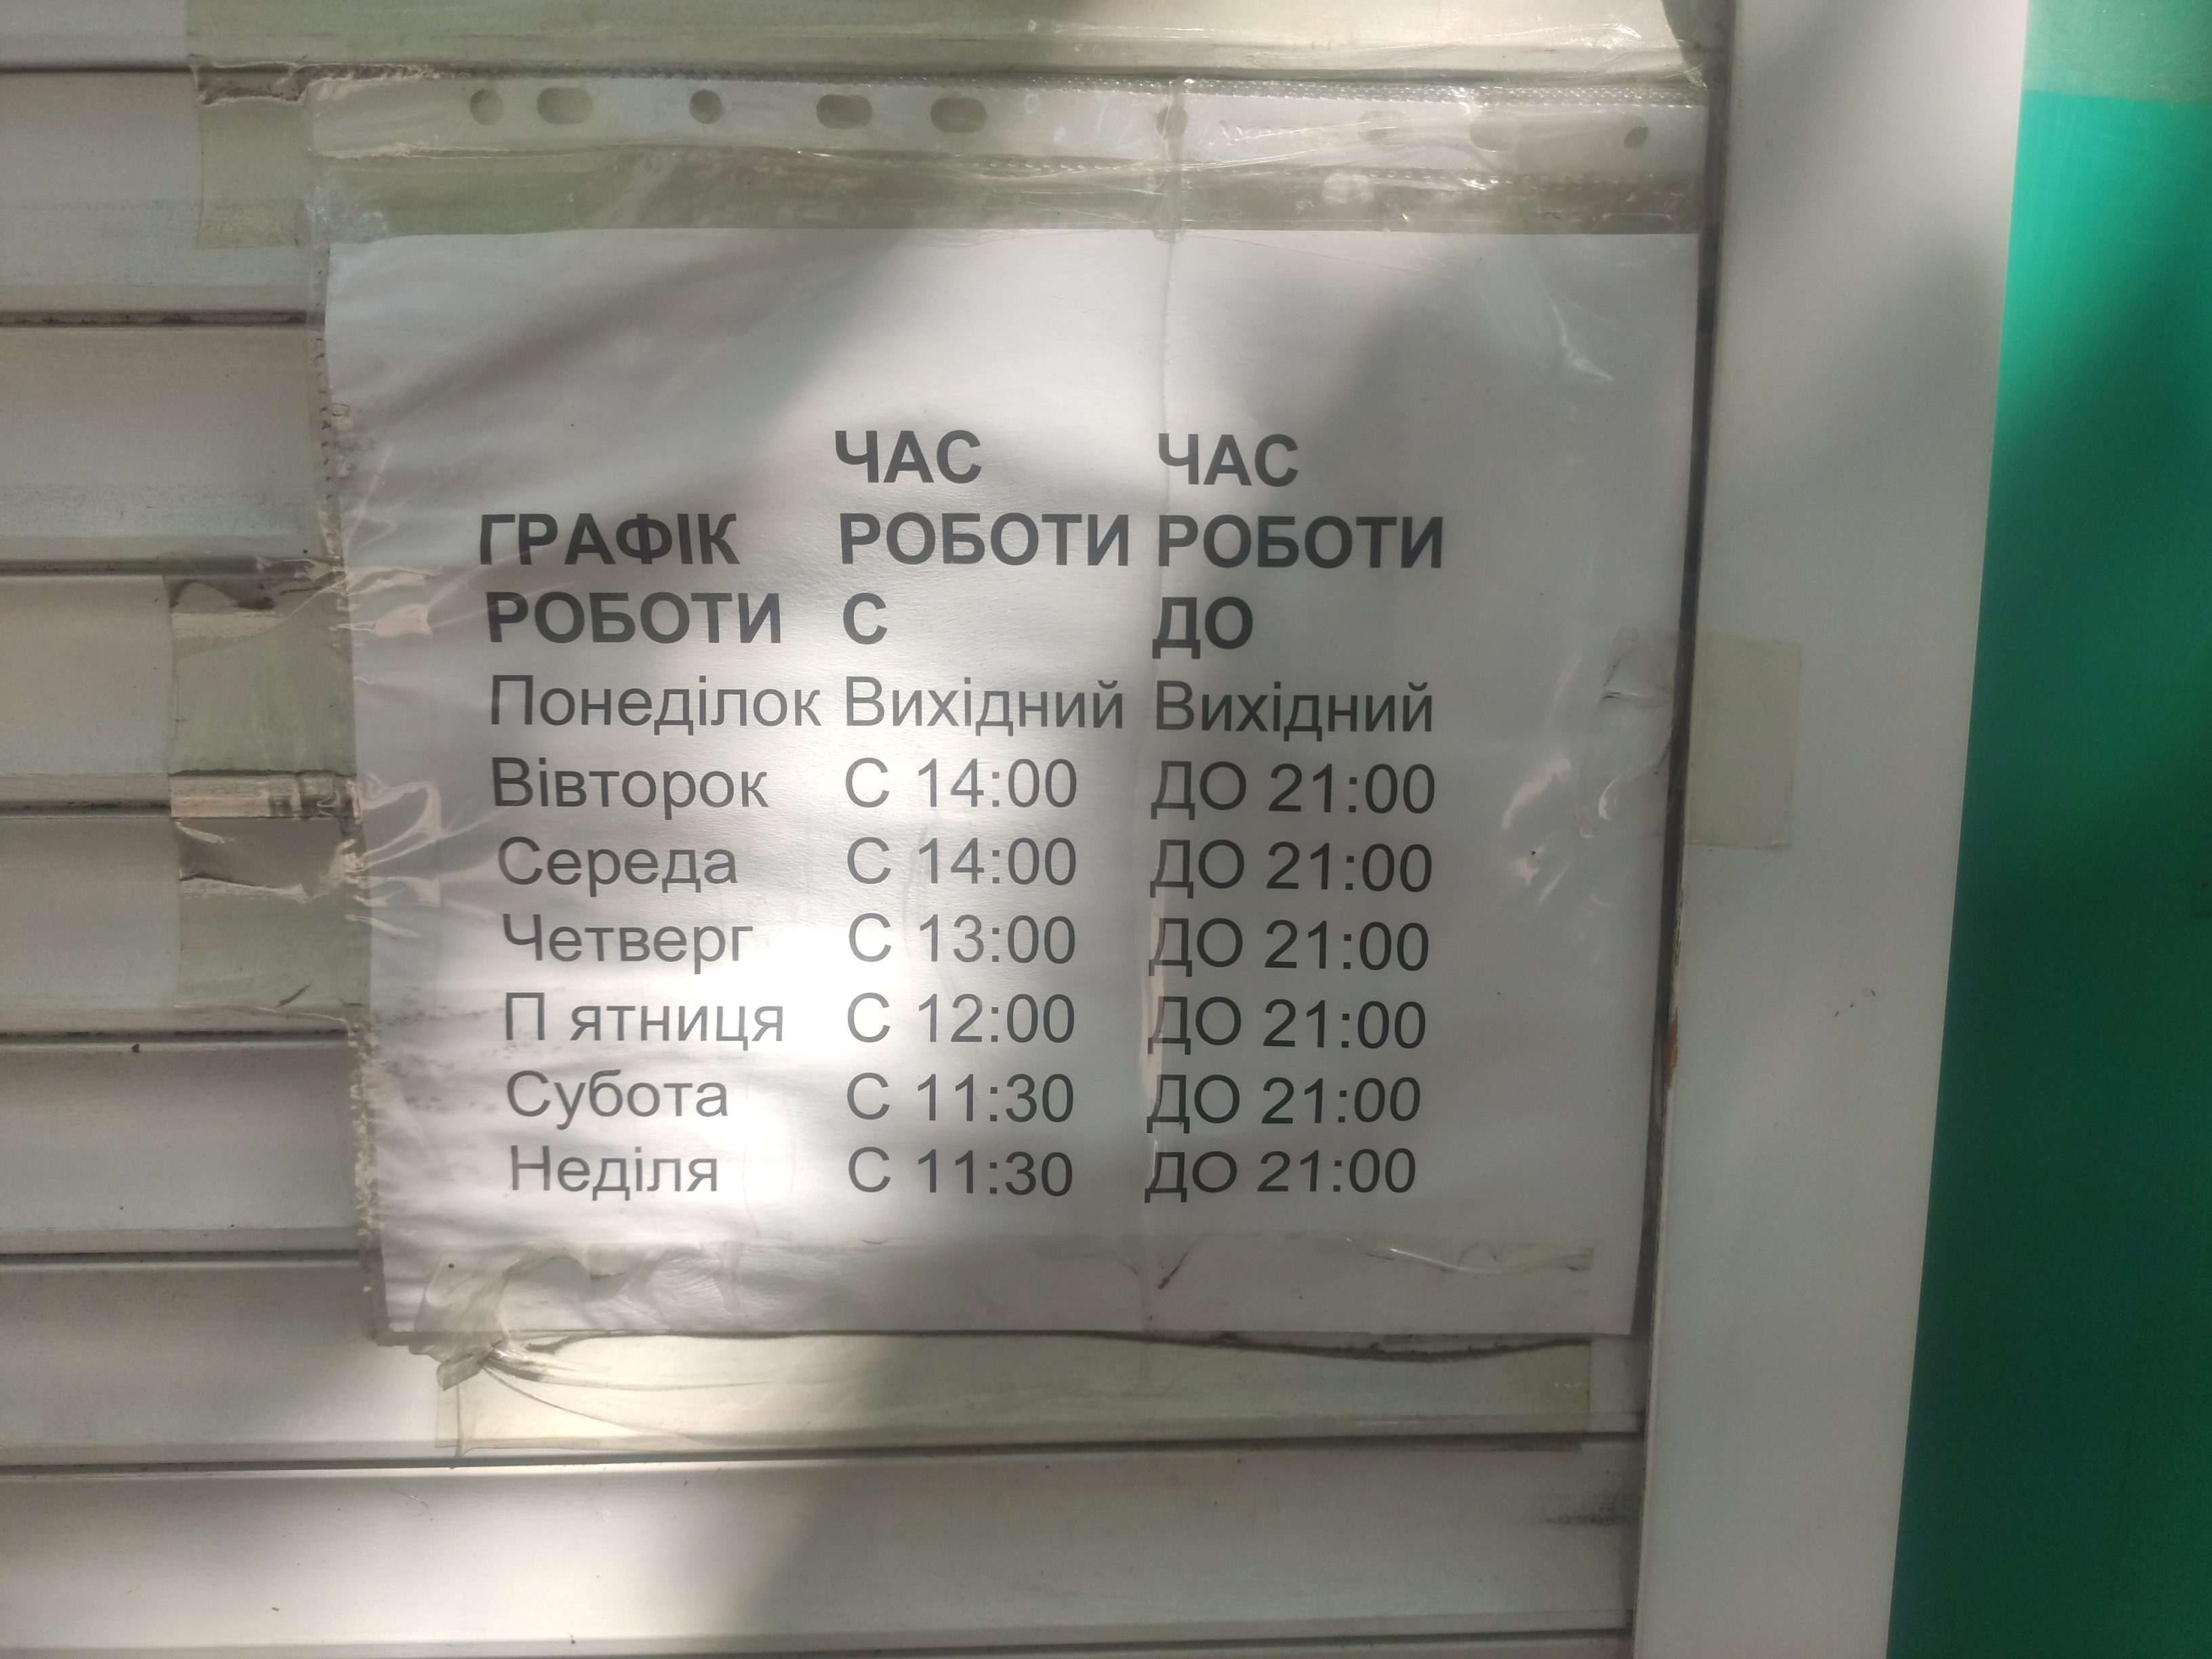 ЧАС ЧАС
ГРАФІК РОБОТИ РОБОТИ
РОБОТИ С ДО
Понеділок Вихідний Вихідний
Вівторок С 14:00 ДО 21:00
Середа С 14:00 ДО 21:00
Четверг С 13:00 ДО 21:00
П ятниця С 12:00 ДО 21:00
Субота С 11:30 ДО 21:00
Неділя С 11:30 ДО 21:00